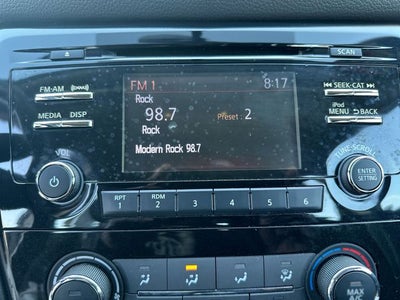 SCAN
FM 1 8:17
FM·AM
SEEK·CAT
Rock
98.7 Preset : 2
Rock
MEDIA DISP
iPod
MENU BACK
Modern Rock 98.7
VOL
TUNE·SCROLL
ENTER
SETTING
RPT
1
RDM
2
3
4
5
6
MAX
A/C